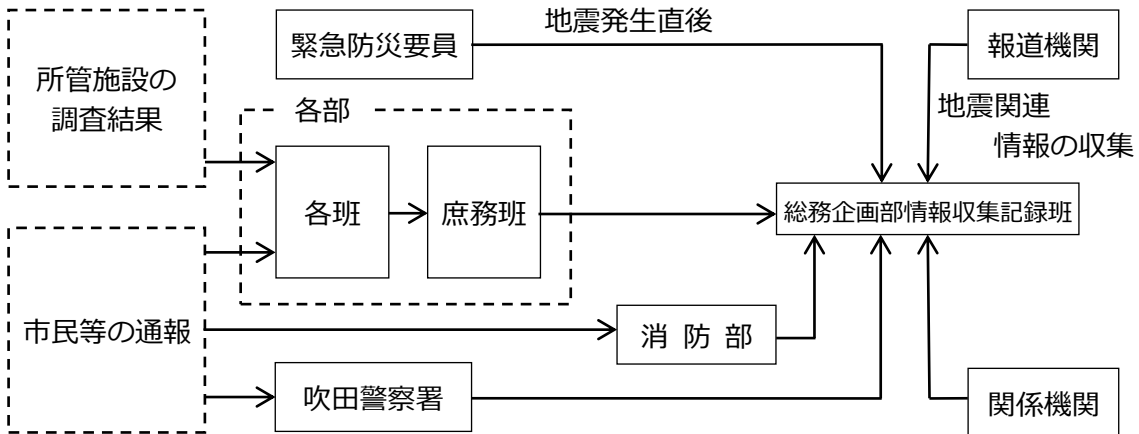 地震発生直後
緊急防災要員
報道機関
所管施設の
調査結果
各部
地震関連
情報の収集
各班
庶務班
総務企画部情報収集記録班
市民等の通報
消 防 部
吹田警察署
関係機関